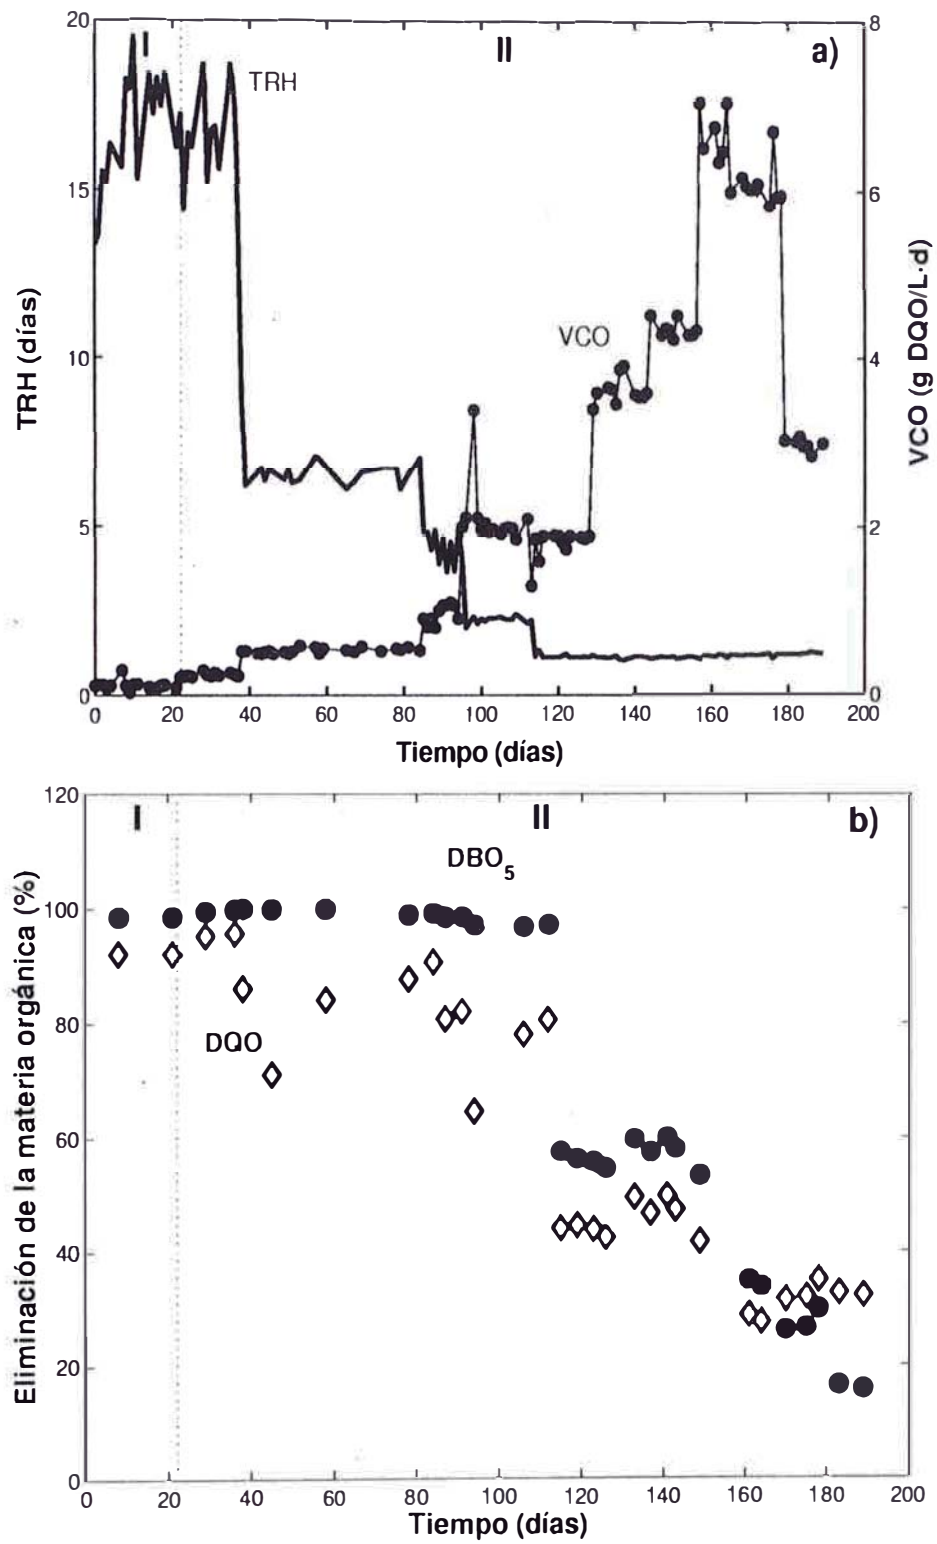 I II a)
TRH
VCO
TRH (días)
20
15
10
5
0
VCO (g DQO/L·d)
8
6
4
2
0
0 20 40 60 80 100 120 140 160 180 200
Tiempo (días)
I II b)
DBO5
DQO
Eliminación de la materia orgánica (%)
120
100
80
60
40
20
0
0 20 40 60 80 100 120 140 160 180 200
Tiempo (días)